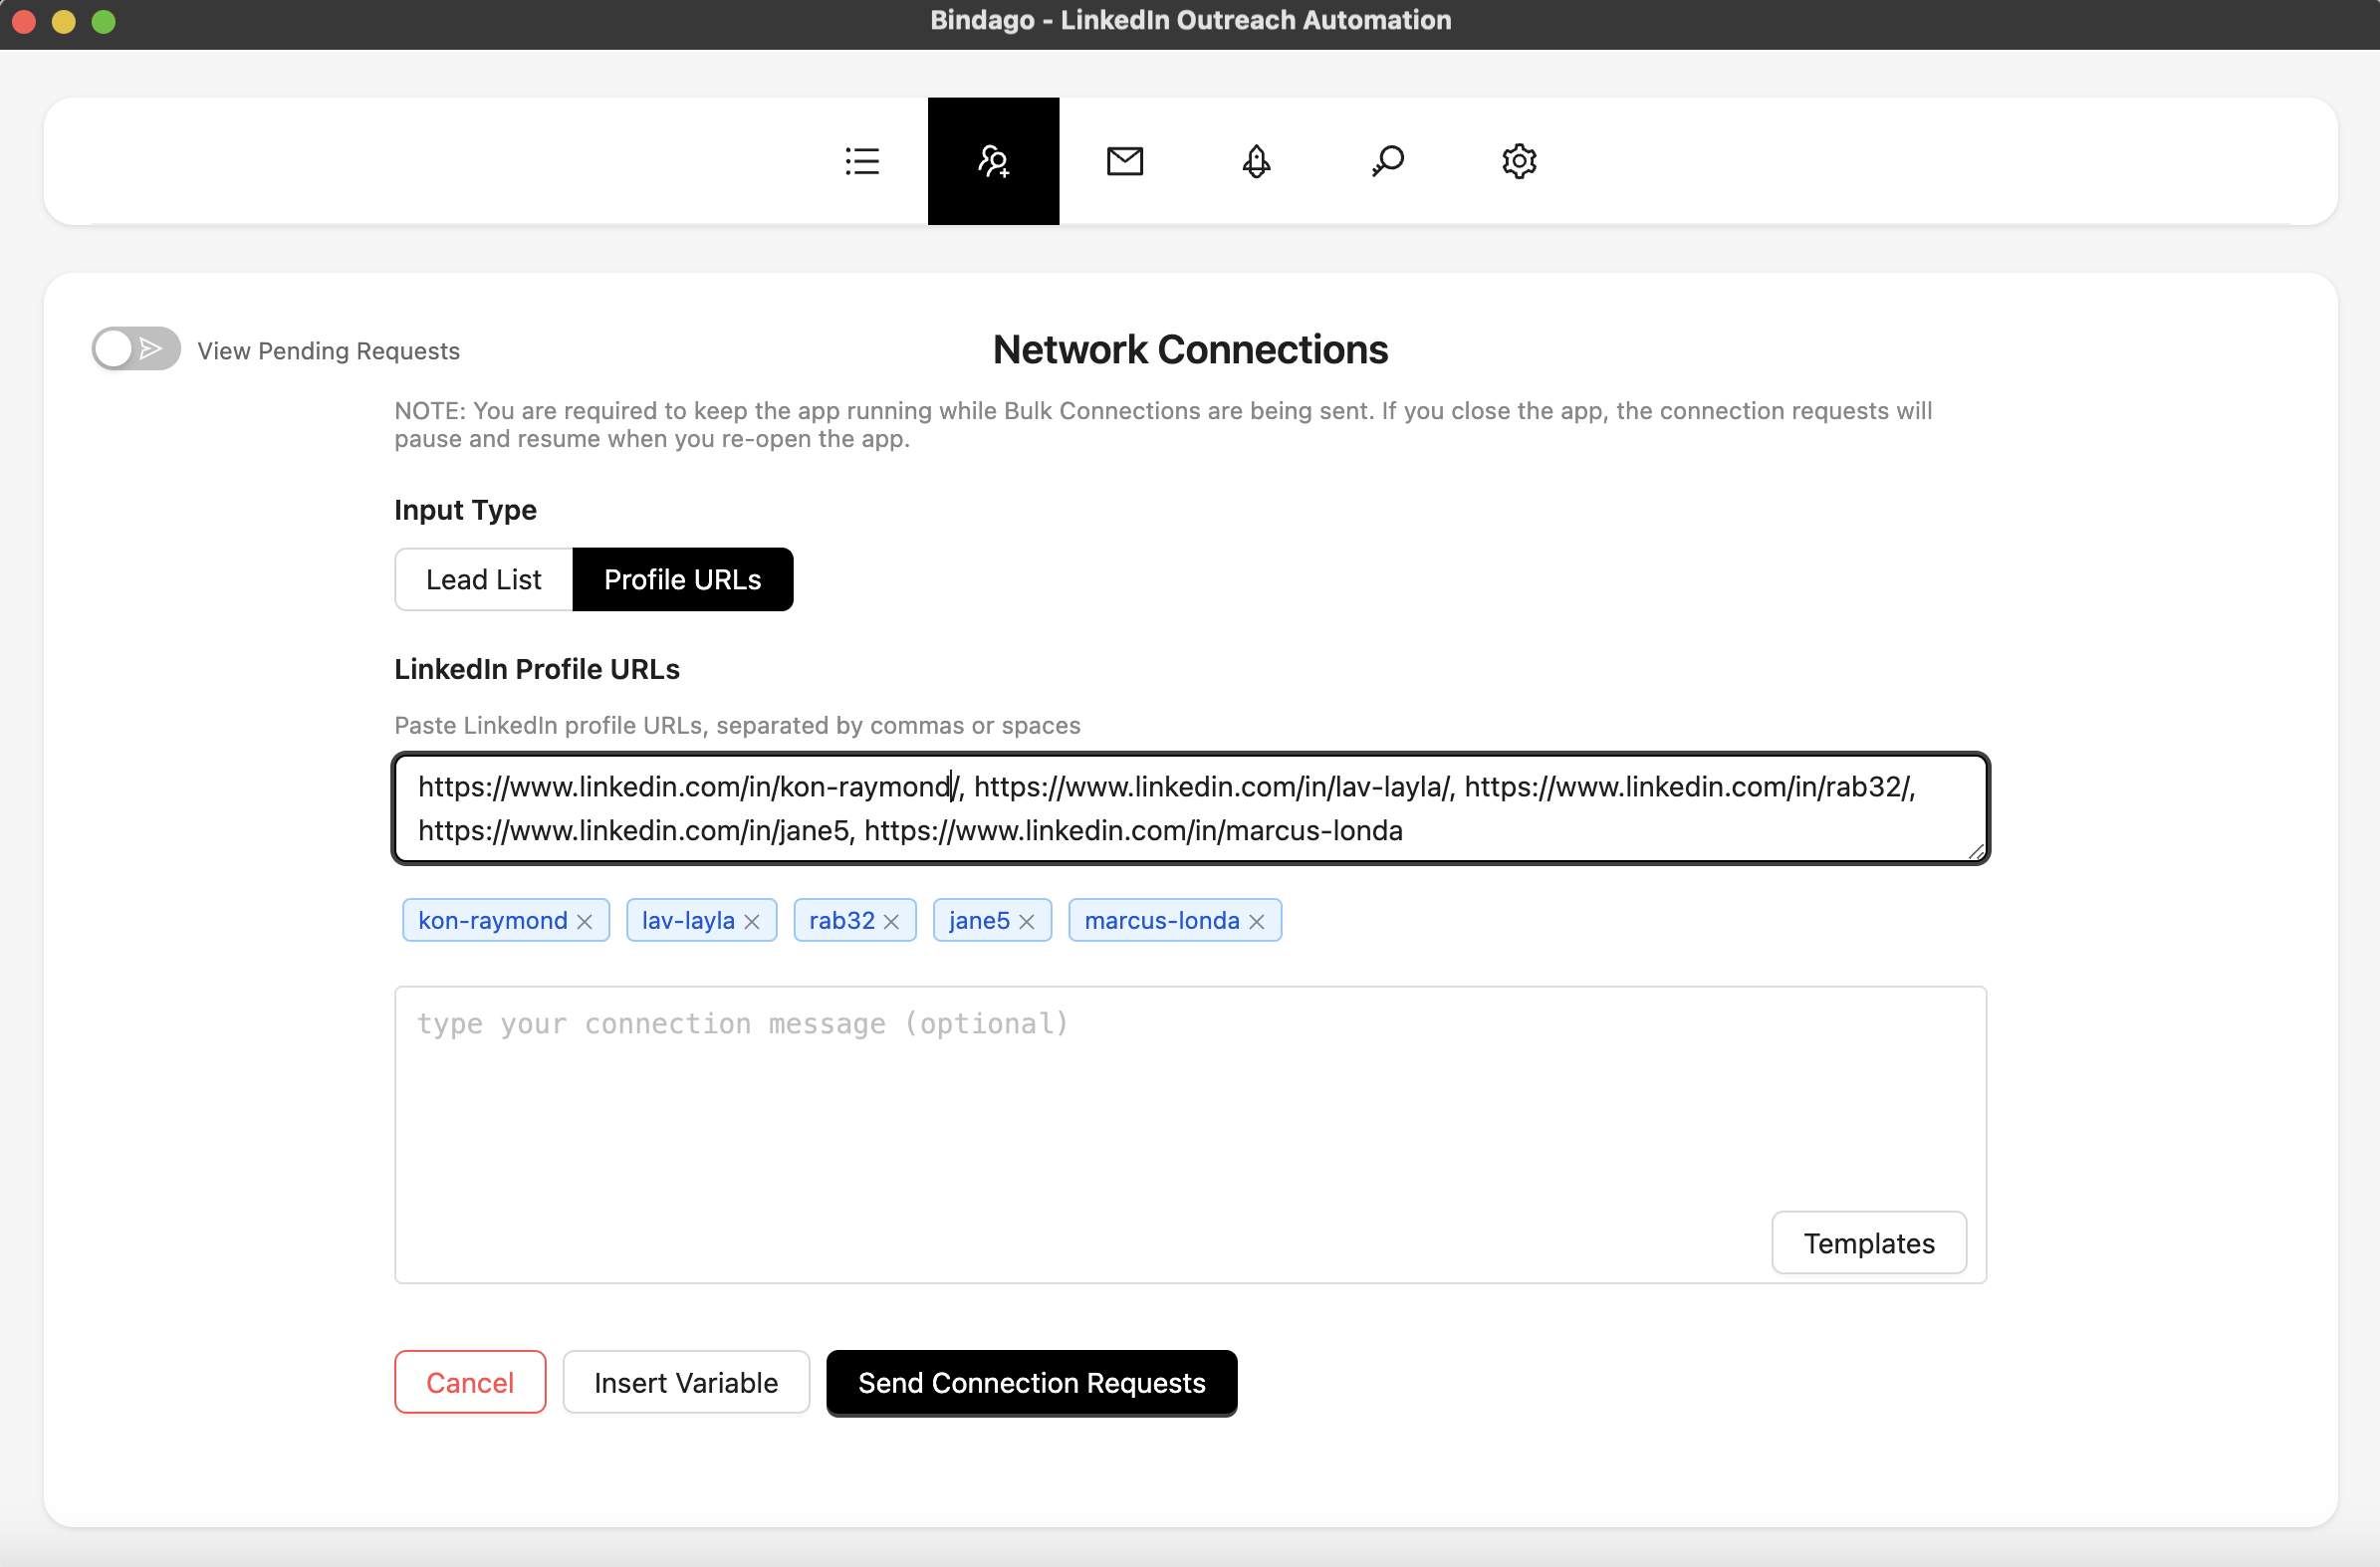 Bindago - LinkedIn Outreach Automation
View Pending Requests
Network Connections
NOTE: You are required to keep the app running while Bulk Connections are being sent. If you close the app, the connection requests will
pause and resume when you re-open the app.
Input Type
Lead List
Profile URLs
LinkedIn Profile URLs
Paste LinkedIn profile URLs, separated by commas or spaces
https://www.linkedin.com/in/kon-raymond/, https://www.linkedin.com/in/lav-layla/, https://www.linkedin.com/in/rab32/,
https://www.linkedin.com/in/jane5, https://www.linkedin.com/in/marcus-londa
kon-raymond lav-layla rab32 jane5 marcus-londa
type your connection message (optional)
Templates
Cancel Insert Variable Send Connection Requests